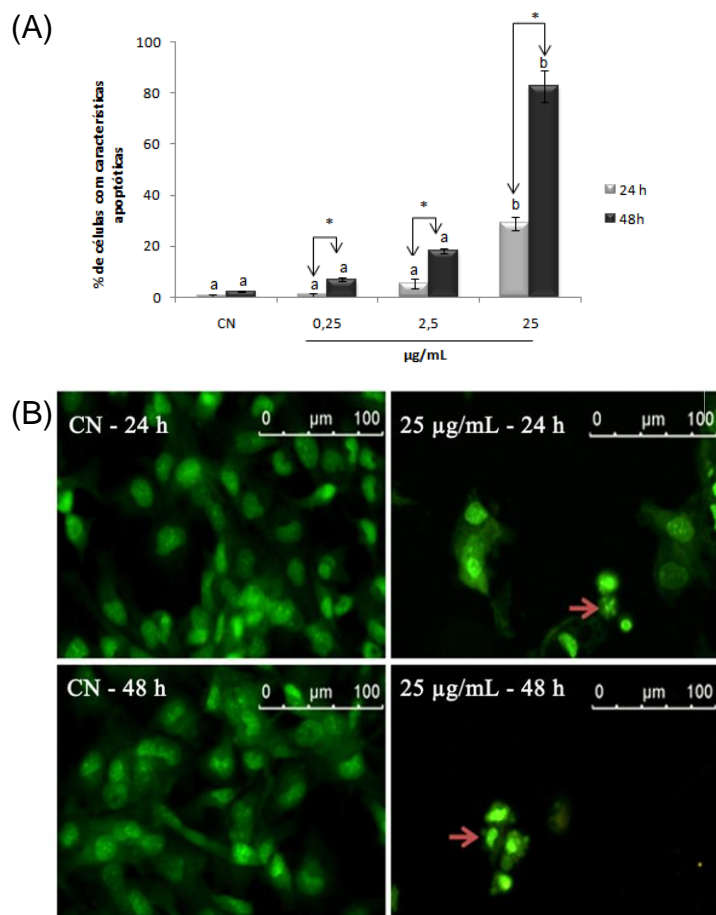 (A)
% de células com características apoptóticas
100
80
60
40
20
0
a
a
a
*
a
a
*
a
b
*
b
CN
0,25
2,5
25
µg/mL
24 h
48h
(B)
CN - 24 h
0 µm 100
25 µg/mL - 24 h
0 µm 100
CN - 48 h
0 µm 100
25 µg/mL - 48 h
0 µm 100